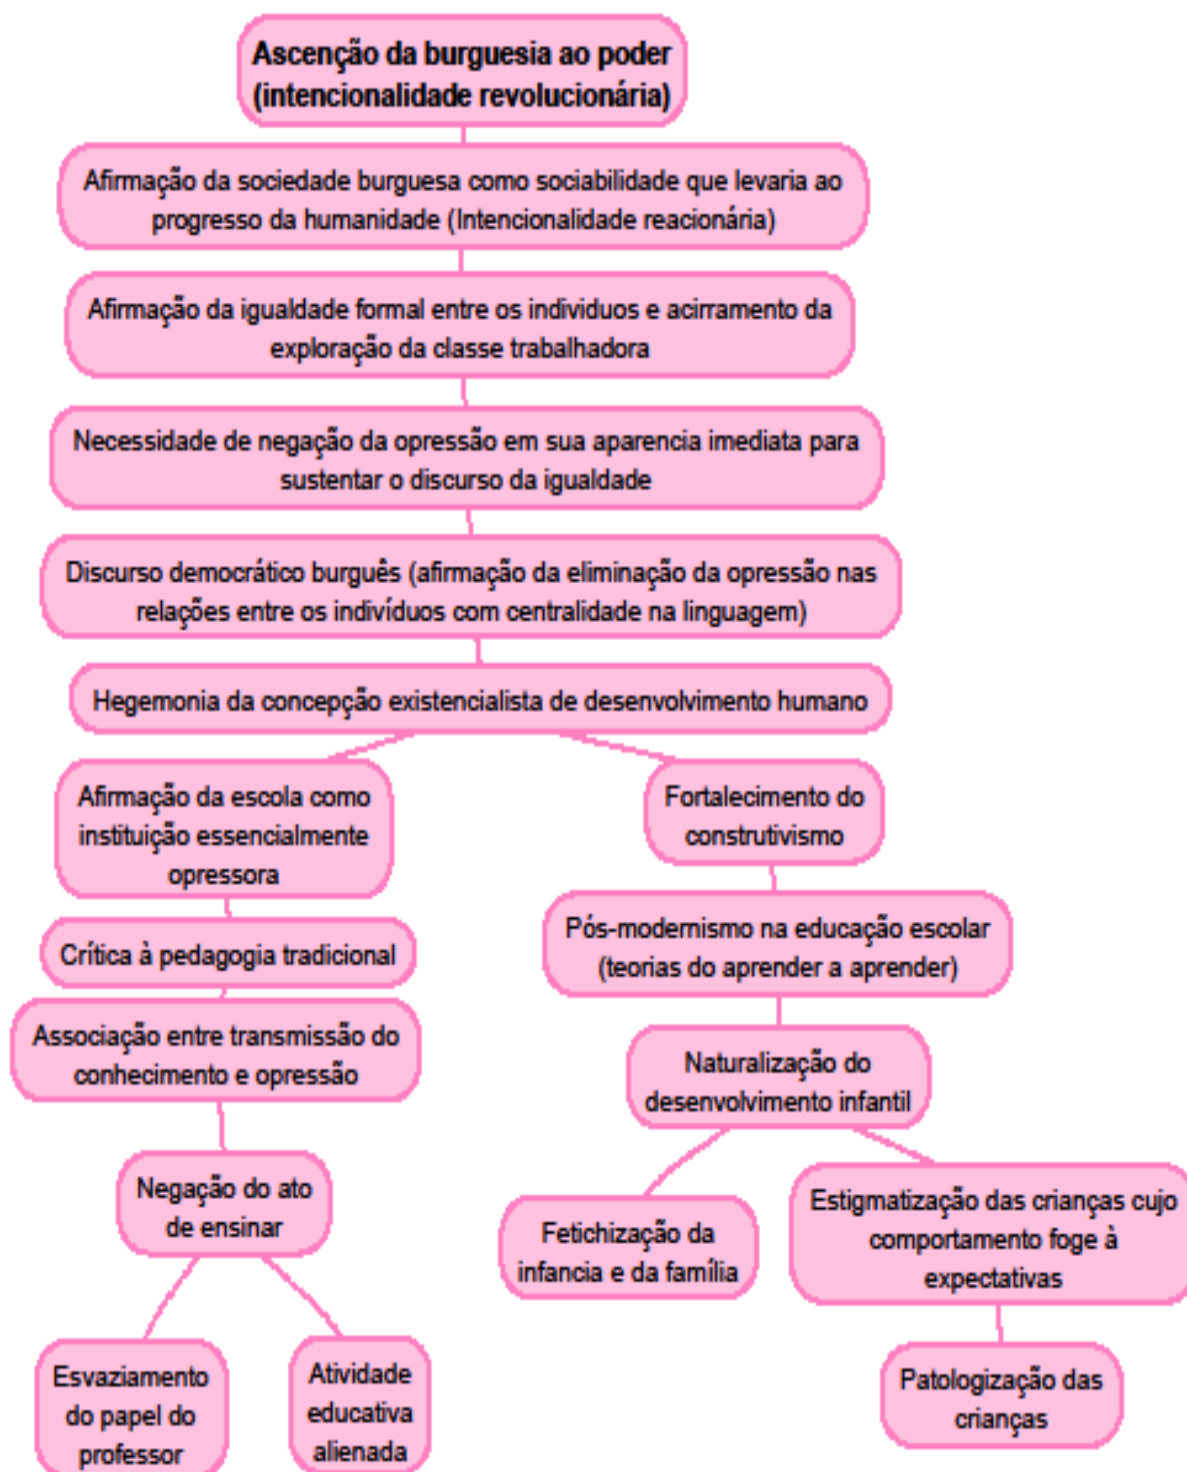 Ascenção da burguesia ao poder
(intencionalidade revolucionária)
Afirmação da sociedade burguesa como sociabilidade que levaria ao
progresso da humanidade (Intencionalidade reacionária)
Afirmação da igualdade formal entre os individuos e acirramento da
exploração da classe trabalhadora
Necessidade de negação da opressão em sua aparencia imediata para
sustentar o discurso da igualdade
Discurso democrático burguês (afirmação da eliminação da opressão nas
relações entre os indivíduos com centralidade na linguagem)
Hegemonia da concepção existencialista de desenvolvimento humano
Afirmação da escola como
instituição essencialmente
opressora
Crítica à pedagogia tradicional
Associação entre transmissão do
conhecimento e opressão
Negação do ato
de ensinar
Esvaziamento
do papel do
professor
Atividade
educativa
alienada
Fortalecimento do
construtivismo
Pós-modernismo na educação escolar
(teorias do aprender a aprender)
Naturalização do
desenvolvimento infantil
Fetichização da
infancia e da família
Estigmatização das crianças cujo
comportamento foge à
expectativas
Patologização das
crianças